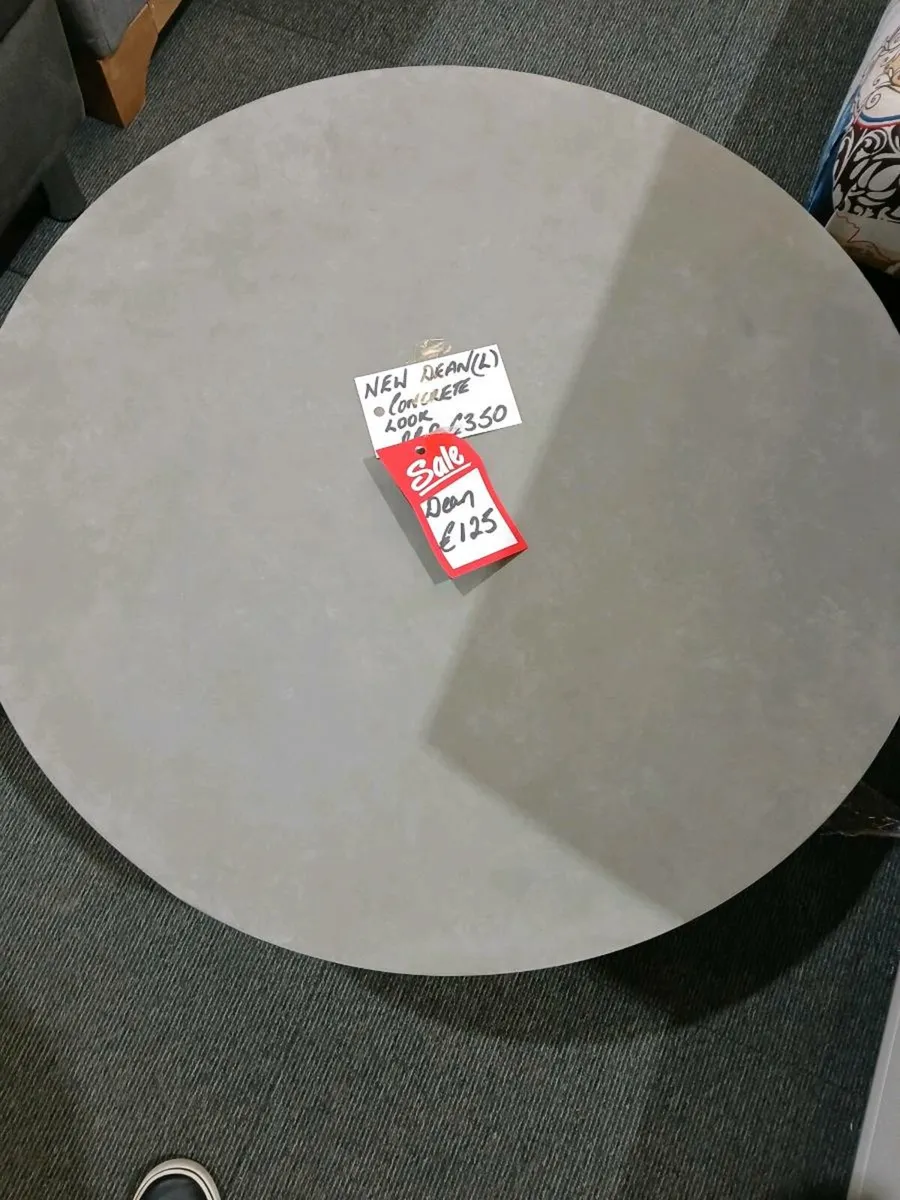 NEW DEAN(L)
• CONCRETE
LOOK
€350
Sale
Dean
€125